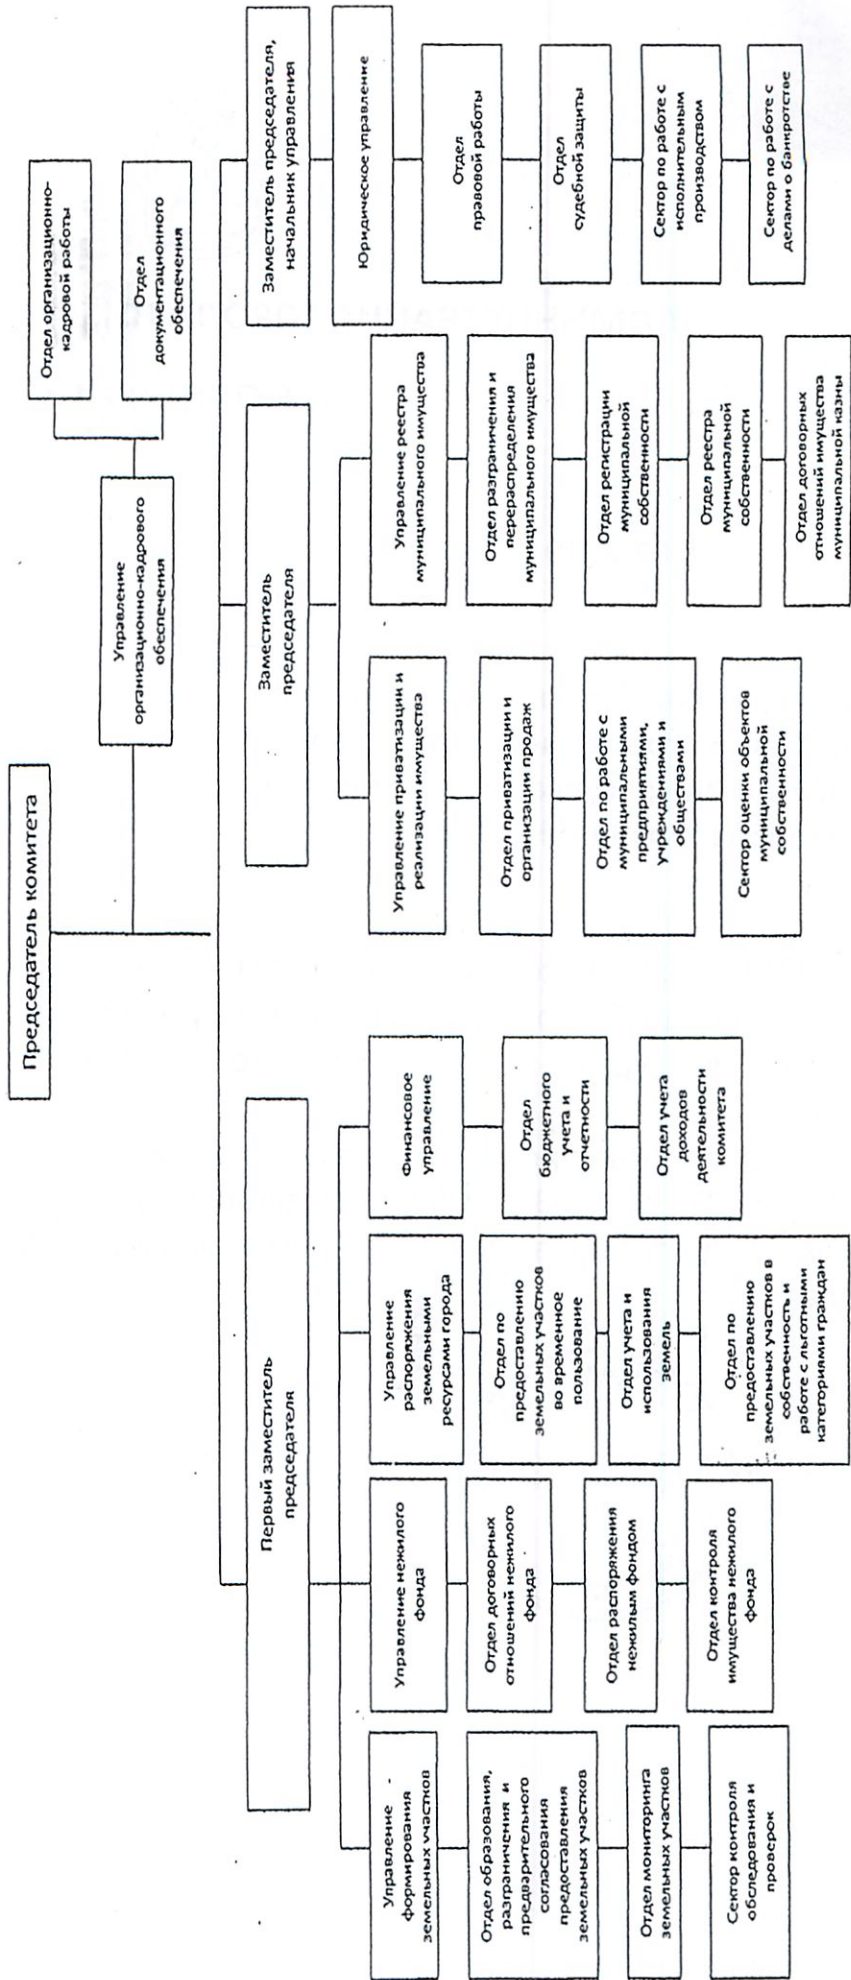 Председатель комитета
Управление
организационно-кадрового
обеспечения
Отдел организационно-
кадровой работы
Отдел
документационного
обеспечения
Первый заместитель
председателя
Заместитель
председателя
Заместитель председателя,
начальник управления
Управление
формирования
земельных участков
Отдел образования,
разграничения и
предварительного
согласования
предоставления
земельных участков
Отдел мониторинга
земельных участков
Сектор контроля
обследования и
проверок
Управление нежилого
фонда
Отдел договорных
отношений нежилого
фонда
Отдел распоряжения
нежилым фондом
Отдел контроля
имущества нежилого
фонда
Управление
распоряжения
земельными
ресурсами города
Отдел по
предоставлению
земельных участков
во временное
пользование
Отдел учета и
использования
земель
Отдел по
предоставлению
земельных участков в
собственность и
работе с льготными
категориями граждан
Финансовое
управление
Отдел
бюджетного
учета и
отчетности
Отдел учета
доходов
деятельности
комитета
Управление приватизации и
реализации имущества
Отдел приватизации и
организации продаж
Отдел по работе с
муниципальными
предприятиями,
учреждениями и
обществами
Сектор оценки объектов
муниципальной
собственности
Управление реестра
муниципального имущества
Отдел разграничения и
перераспределения
муниципального имущества
Отдел регистрации
муниципальной
собственности
Отдел реестра
муниципальной
собственности
Отдел договорных
отношений имущества
муниципальной казны
Юридическое управление
Отдел
правовой работы
Отдел
судебной защиты
Сектор по работе с
исполнительным
производством
Сектор по работе с
делами о банкротстве